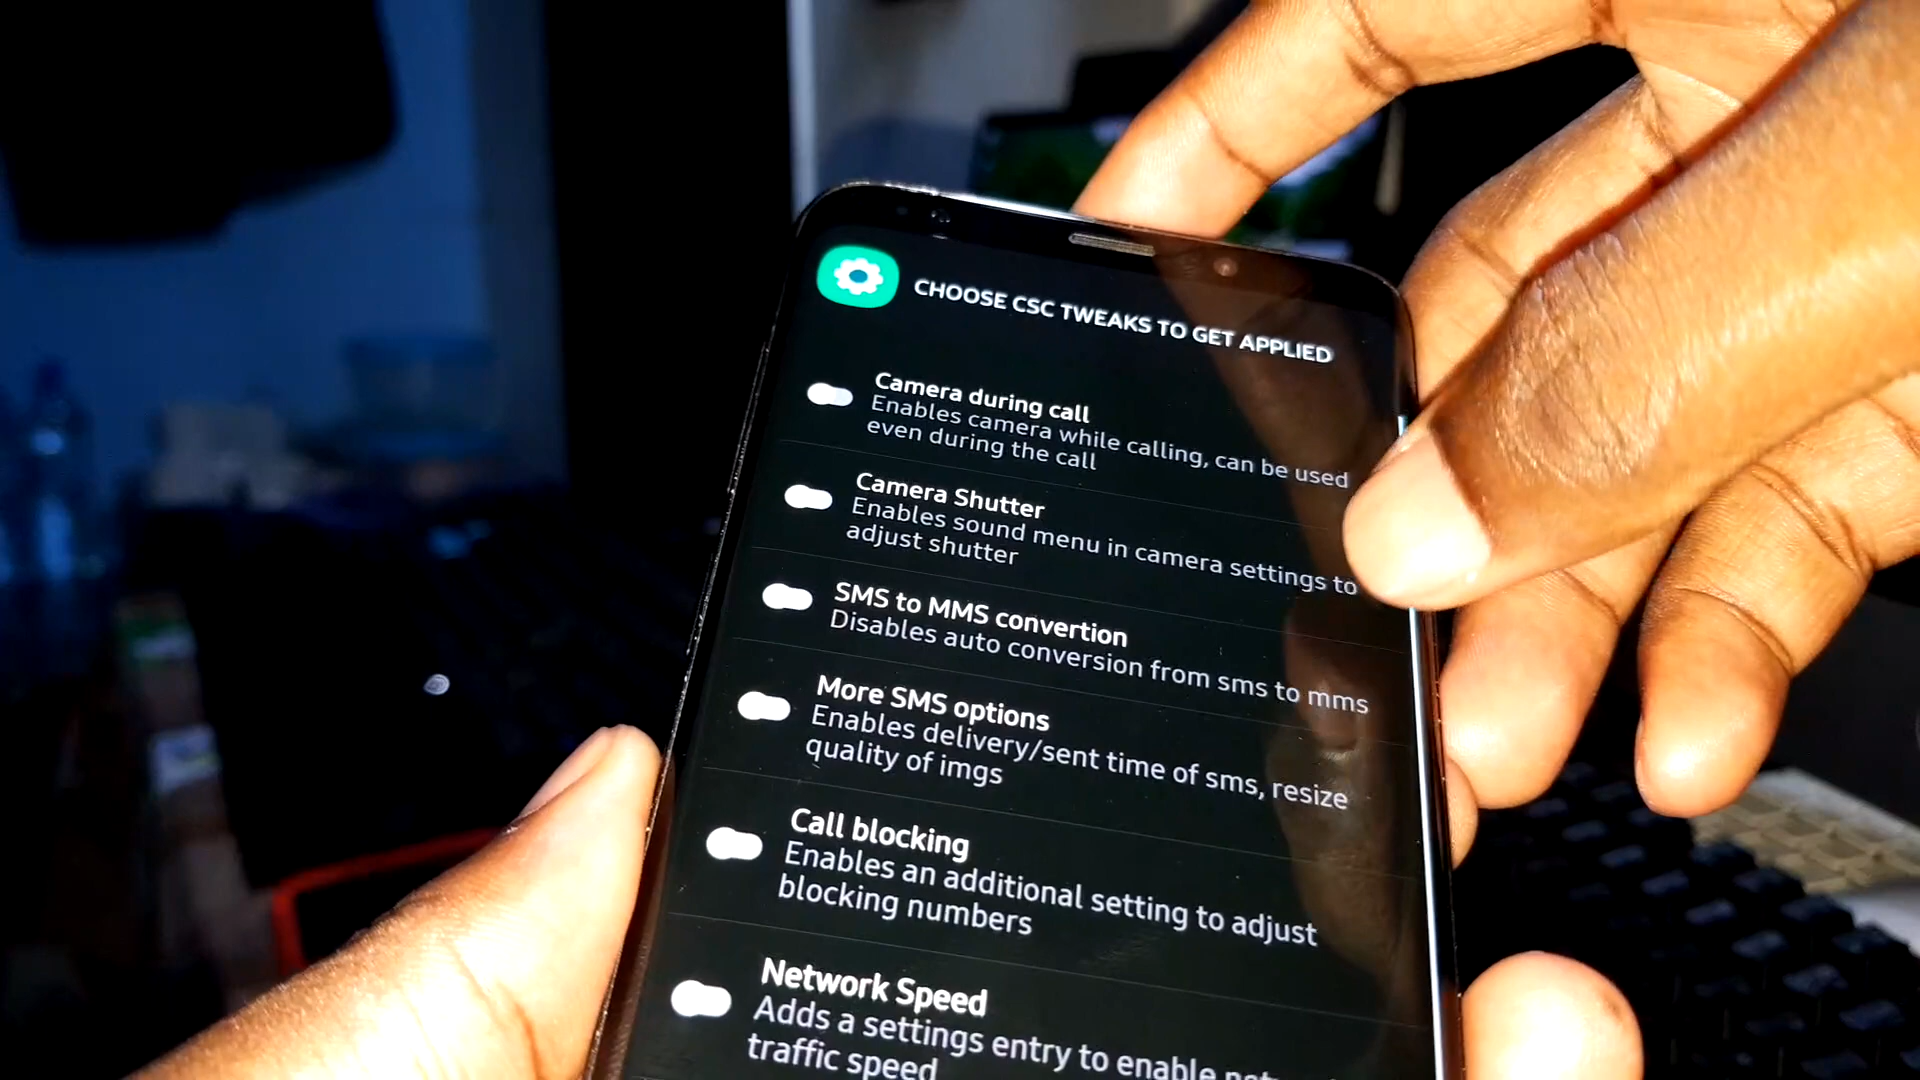 CHOOSE CSC TWEAKS TO GET APPLIED
Camera during call
Enables camera while calling, can be used
even during the call
Camera Shutter
Enables sound menu in camera settings to
adjust shutter
SMS to MMS convertion
Disables auto conversion from sms to mms
More SMS options
Enables delivery/sent time of sms, resize
quality of imgs
Call blocking
Enables an additional setting to adjust
blocking numbers
Network Speed
Adds a settings entry to enable
traffic speed